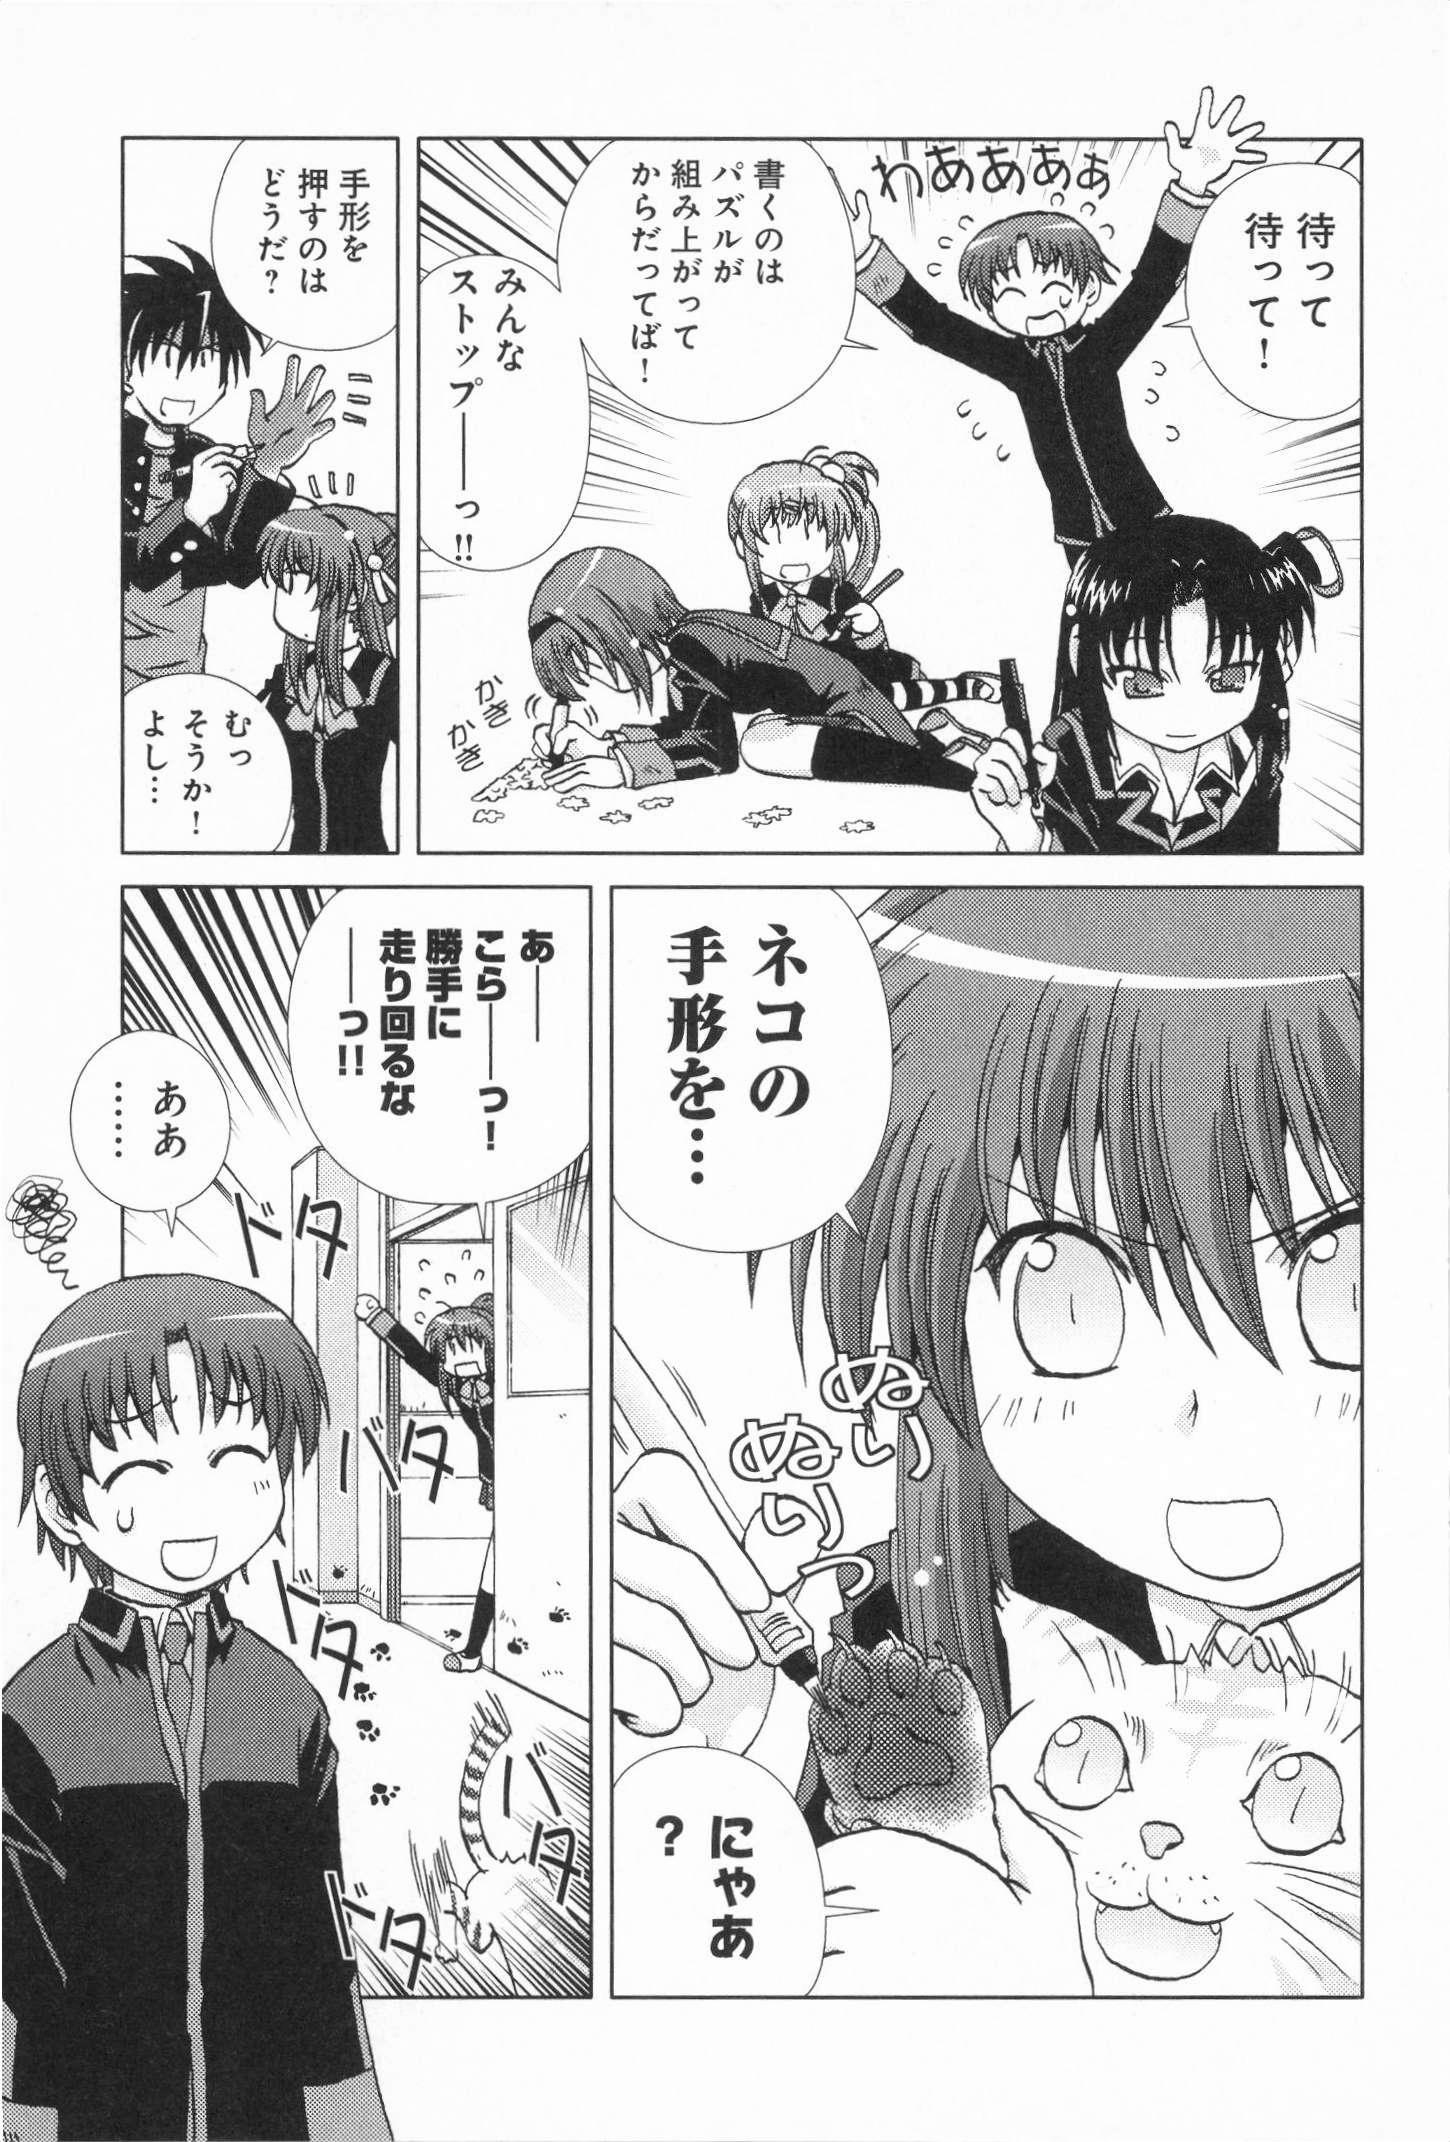 待って
待って！
わあああぁ
書くのは
パズルが
組み上がって
からだってば！
みんな
ストップ――っ!!
かき
かき
手形を
押すのは
どうだ？
むっ
そうか！
よし…
ネコの
手形を…
ぬり
ぬりっ
にゃあ
？
あ――
こら――っ！
勝手に
走り回るな
――っ!!
ドタ
バタ
ドタ
バタ
ドタ
ああ
……